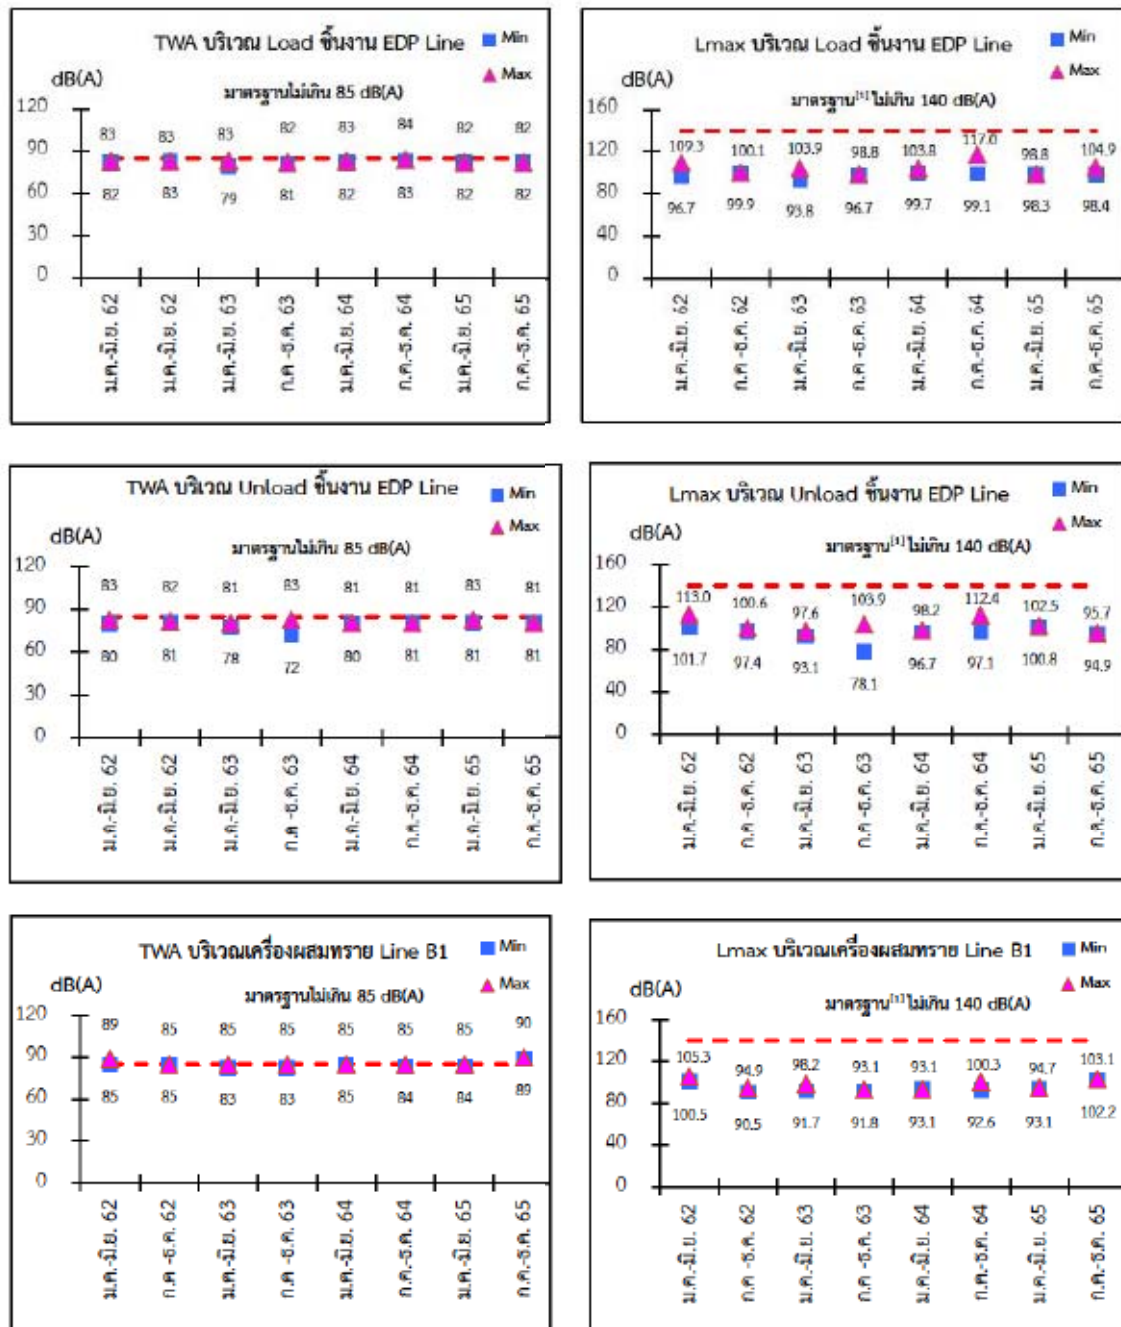 TWA บริเวณ Load ชิ้นงาน EDP Line
Min
Max
dB(A)
มาตรฐานไม่เกิน 85 dB(A)
120
90
60
30
0
83 83 83 82 83 84 82 82
82 83 79 81 82 83 82 82
ม.ค.-มิ.ย. 62
ม.ค.-มิ.ย. 62
ม.ค.-มิ.ย. 63
ก.ค -ธ.ค. 63
ม.ค.-มิ.ย. 64
ก.ค.-ธ.ค. 64
ม.ค.-มิ.ย. 65
ก.ค.-ธ.ค. 65
Lmax บริเวณ Load ชิ้นงาน EDP Line
Min
Max
dB(A)
มาตรฐาน[1] ไม่เกิน 140 dB(A)
160
120
80
40
0
109.3 100.1 103.9 98.8 103.8 117.0 98.8 104.9
96.7 99.9 93.8 96.7 99.7 99.1 98.3 98.4
ม.ค.-มิ.ย. 62
ก.ค -ธ.ค. 62
ม.ค.-มิ.ย. 63
ก.ค -ธ.ค. 63
ม.ค.-มิ.ย. 64
ก.ค.-ธ.ค. 64
ม.ค.-มิ.ย. 65
ก.ค.-ธ.ค. 65
TWA บริเวณ Unload ชิ้นงาน EDP Line
Min
Max
dB(A)
มาตรฐานไม่เกิน 85 dB(A)
120
90
60
30
0
83 82 81 83 81 81 83 81
80 81 78 72 80 81 81 81
ม.ค.-มิ.ย. 62
ม.ค.-มิ.ย. 62
ม.ค.-มิ.ย. 63
ก.ค -ธ.ค. 63
ม.ค.-มิ.ย. 64
ก.ค.-ธ.ค. 64
ม.ค.-มิ.ย. 65
ก.ค.-ธ.ค. 65
Lmax บริเวณ Unload ชิ้นงาน EDP Line
Min
Max
dB(A)
มาตรฐาน[1] ไม่เกิน 140 dB(A)
160
120
80
40
0
113.0 100.6 97.6 103.9 98.2 112.4 102.5 95.7
101.7 97.4 93.1 78.1 96.7 97.1 100.8 94.9
ม.ค.-มิ.ย. 62
ก.ค -ธ.ค. 62
ม.ค.-มิ.ย. 63
ก.ค -ธ.ค. 63
ม.ค.-มิ.ย. 64
ก.ค.-ธ.ค. 64
ม.ค.-มิ.ย. 65
ก.ค.-ธ.ค. 65
TWA บริเวณเครื่องผสมทราย Line B1
Min
Max
dB(A)
มาตรฐานไม่เกิน 85 dB(A)
120
90
60
30
0
89 85 85 85 85 85 85 90
85 85 83 83 85 84 84 89
ม.ค.-มิ.ย. 62
ก.ค -ธ.ค. 62
ม.ค.-มิ.ย. 63
ก.ค -ธ.ค. 63
ม.ค.-มิ.ย. 64
ก.ค.-ธ.ค. 64
ม.ค.-มิ.ย. 65
ก.ค.-ธ.ค. 65
Lmax บริเวณเครื่องผสมทราย Line B1
Min
Max
dB(A)
มาตรฐาน[1] ไม่เกิน 140 dB(A)
160
120
80
40
0
105.3 94.9 98.2 93.1 93.1 100.3 94.7 103.1
100.5 90.5 91.7 91.8 93.1 92.6 93.1 102.2
ม.ค.-มิ.ย. 62
ก.ค -ธ.ค. 62
ม.ค.-มิ.ย. 63
ก.ค -ธ.ค. 63
ม.ค.-มิ.ย. 64
ก.ค.-ธ.ค. 64
ม.ค.-มิ.ย. 65
ก.ค.-ธ.ค. 65